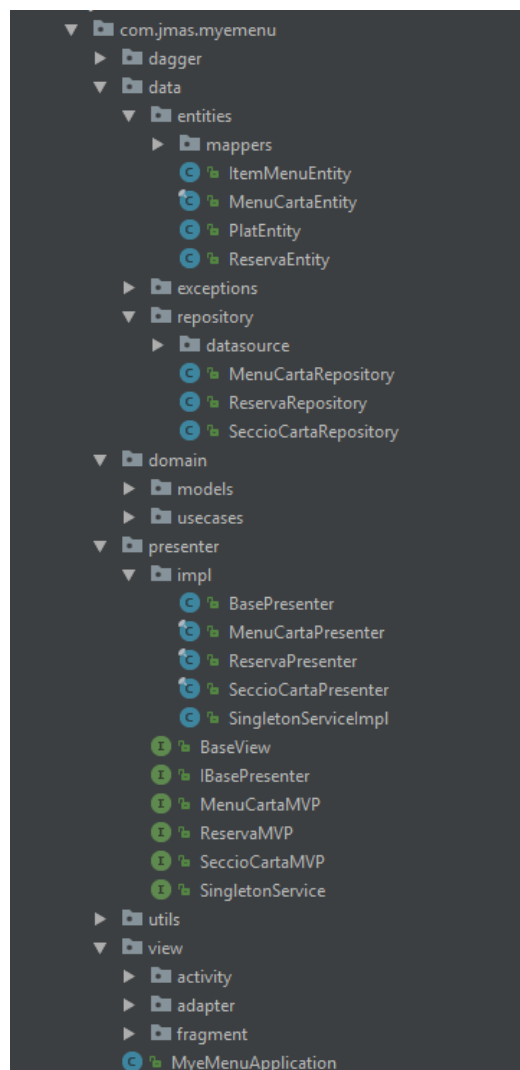 com.jmas.myemenu
dagger
data
entities
mappers
ItemMenuEntity
MenuCartaEntity
PlatEntity
ReservaEntity
exceptions
repository
datasource
MenuCartaRepository
ReservaRepository
SeccioCartaRepository
domain
models
usecases
presenter
impl
BasePresenter
MenuCartaPresenter
ReservaPresenter
SeccioCartaPresenter
SingletonServiceImpl
BaseView
IBasePresenter
MenuCartaMVP
ReservaMVP
SeccioCartaMVP
SingletonService
utils
view
activity
adapter
fragment
MyeMenuApplication